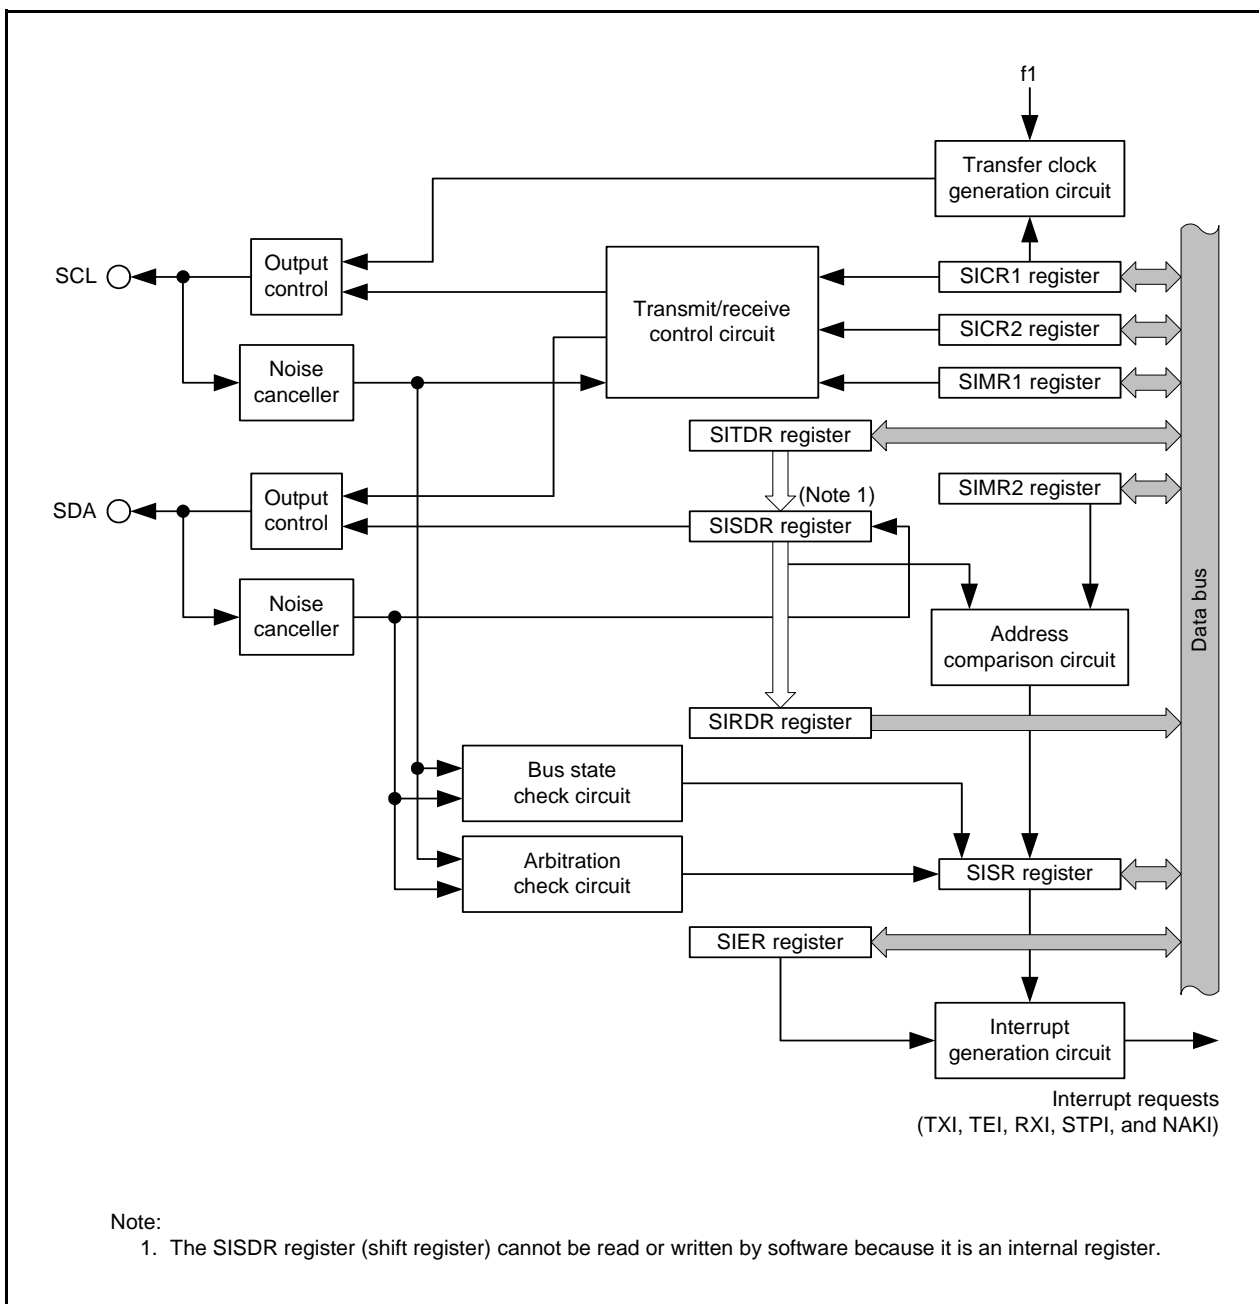 f1
Transfer clock
generation circuit
SCL
Output
control
Transmit/receive
control circuit
SICR1 register
SICR2 register
SIMR1 register
Noise
canceller
SITDR register
(Note 1)
SIMR2 register
SDA
Output
control
SISDR register
Noise
canceller
Address
comparison circuit
Data bus
SIRDR register
Bus state
check circuit
Arbitration
check circuit
SISR register
SIER register
Interrupt
generation circuit
Interrupt requests
(TXI, TEI, RXI, STPI, and NAKI)
Note:
1. The SISDR register (shift register) cannot be read or written by software because it is an internal register.